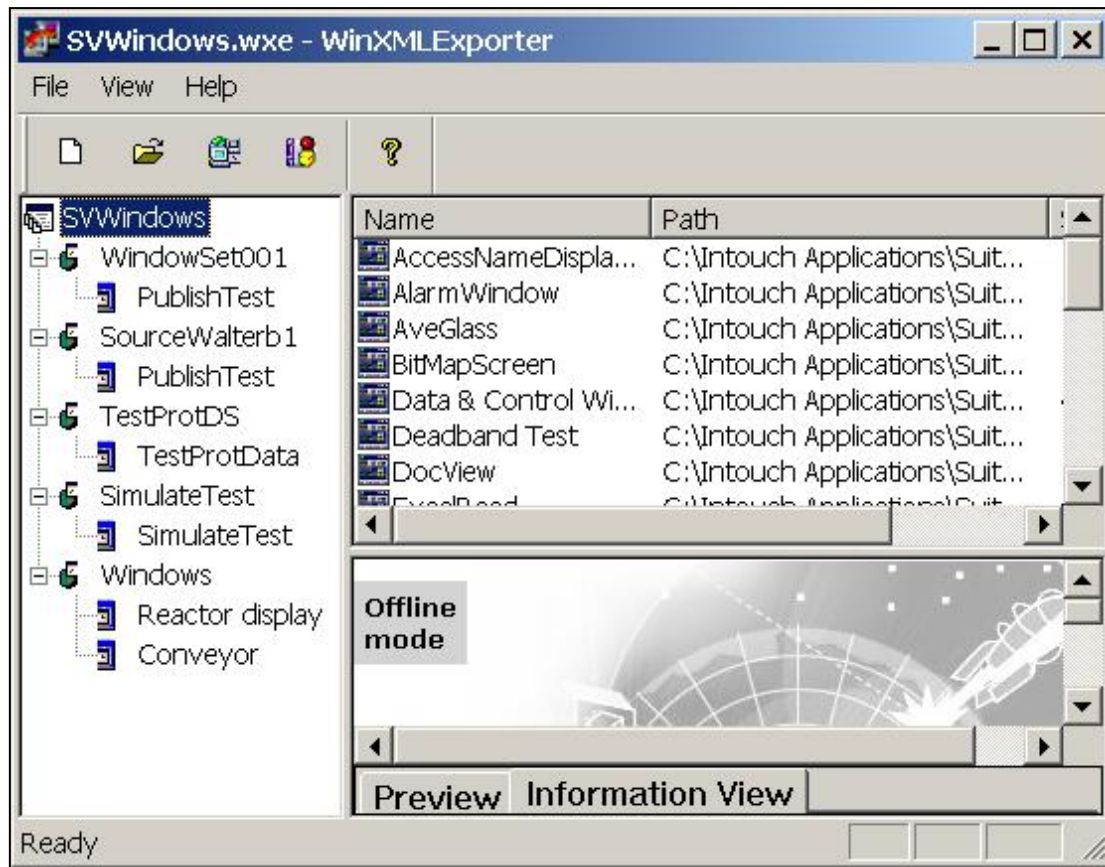 SVWindows.wxe - WinXMLExporter
File View Help
SVWindows
WindowSet001
PublishTest
SourceWalterb1
PublishTest
TestProtDS
TestProtData
SimulateTest
SimulateTest
Windows
Reactor display
Conveyor
Name Path
AccessNameDispla... C:\Intouch Applications\Suit...
AlarmWindow C:\Intouch Applications\Suit...
AveGlass C:\Intouch Applications\Suit...
BitMapScreen C:\Intouch Applications\Suit...
Data & Control Wi... C:\Intouch Applications\Suit...
Deadband Test C:\Intouch Applications\Suit...
DocView C:\Intouch Applications\Suit...
Offline
mode
Preview Information View
Ready